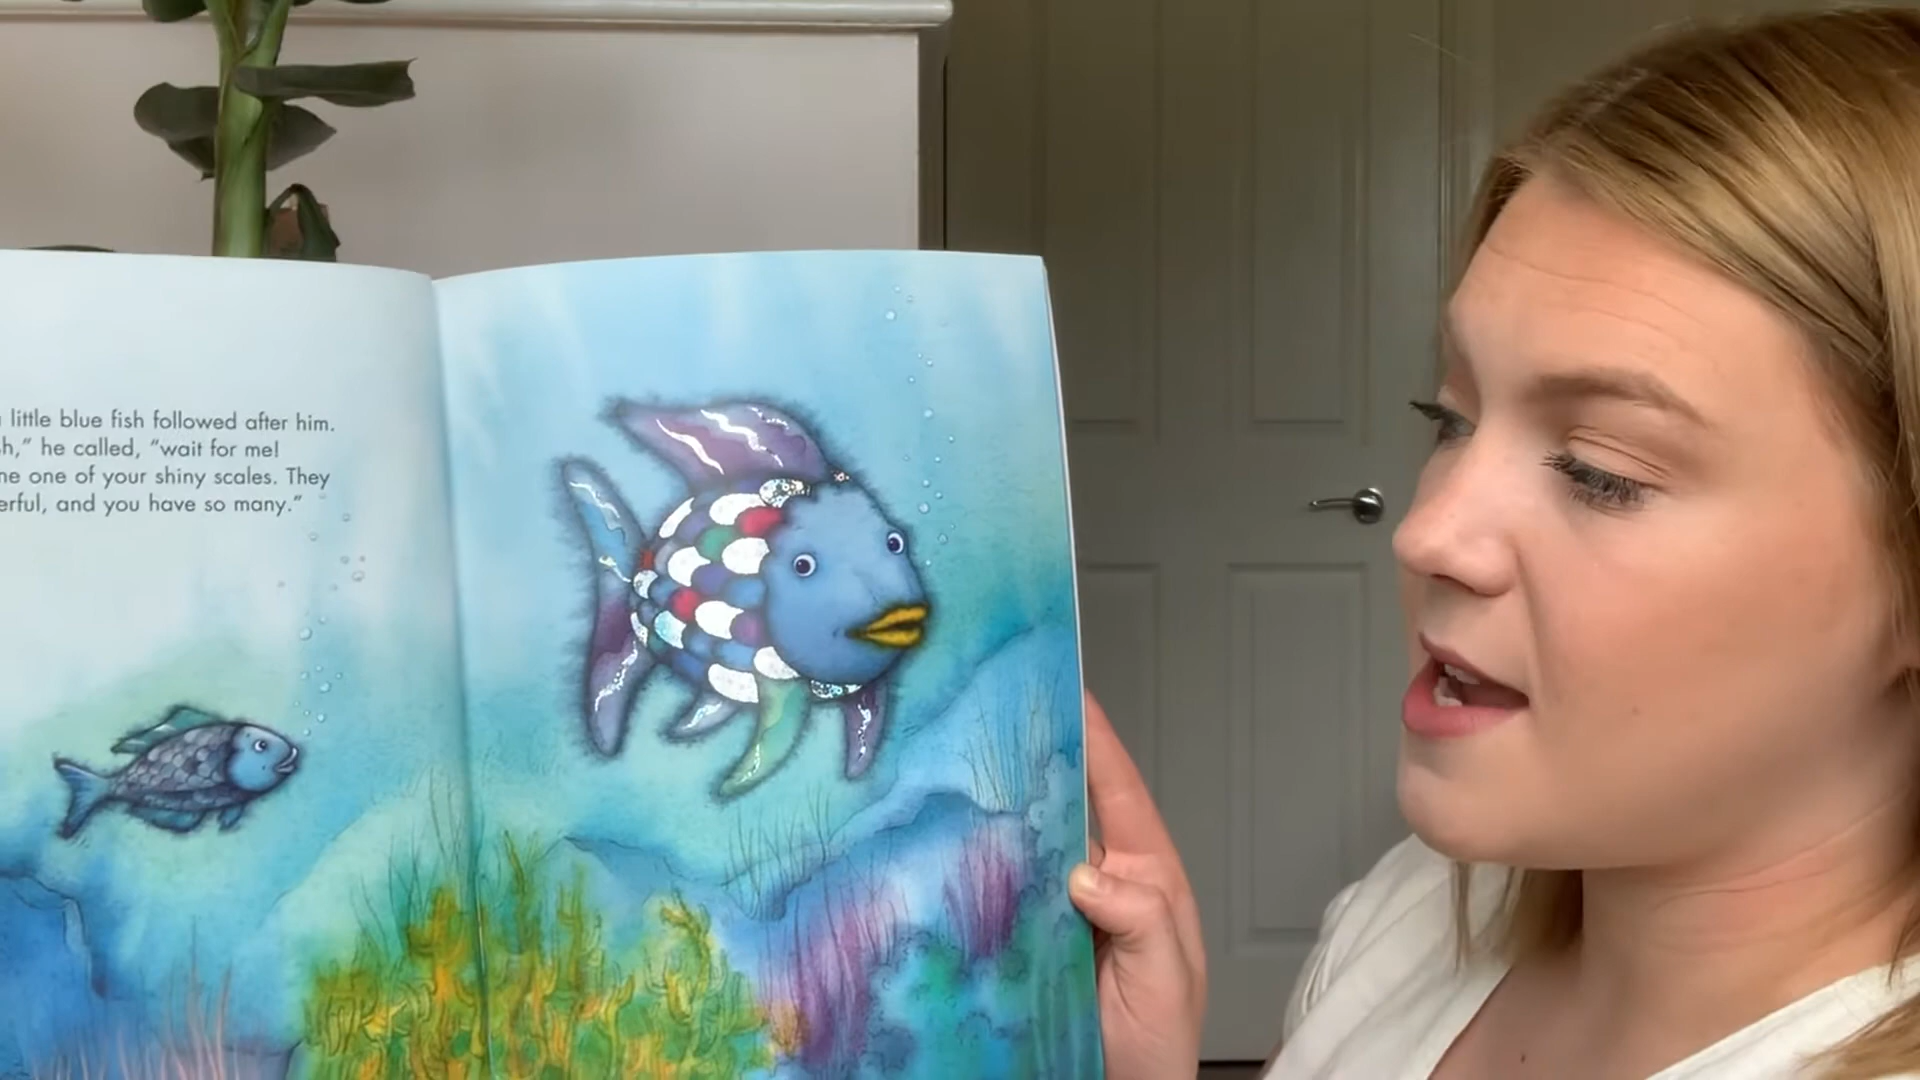 little blue fish followed after him.
h,” he called, “wait for me!
me one of your shiny scales. They
erful, and you have so many.”